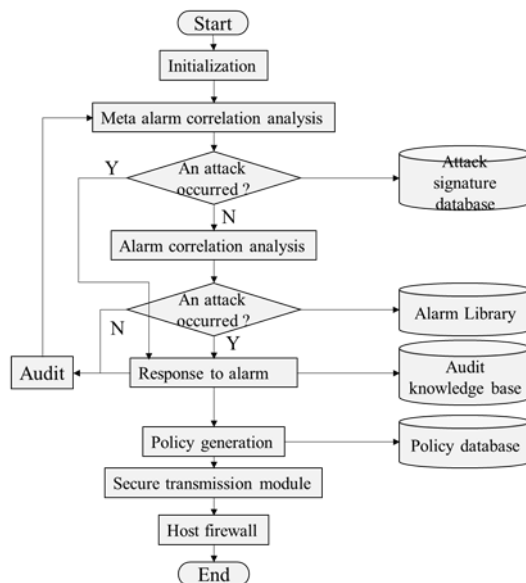 Start
Initialization
Meta alarm correlation analysis
Y
An attack
occurred ?
Attack
signature
database
N
Alarm correlation analysis
An attack
occurred ?
Alarm Library
N
Y
Audit
Response to alarm
Audit
knowledge base
Policy generation
Policy database
Secure transmission module
Host firewall
End